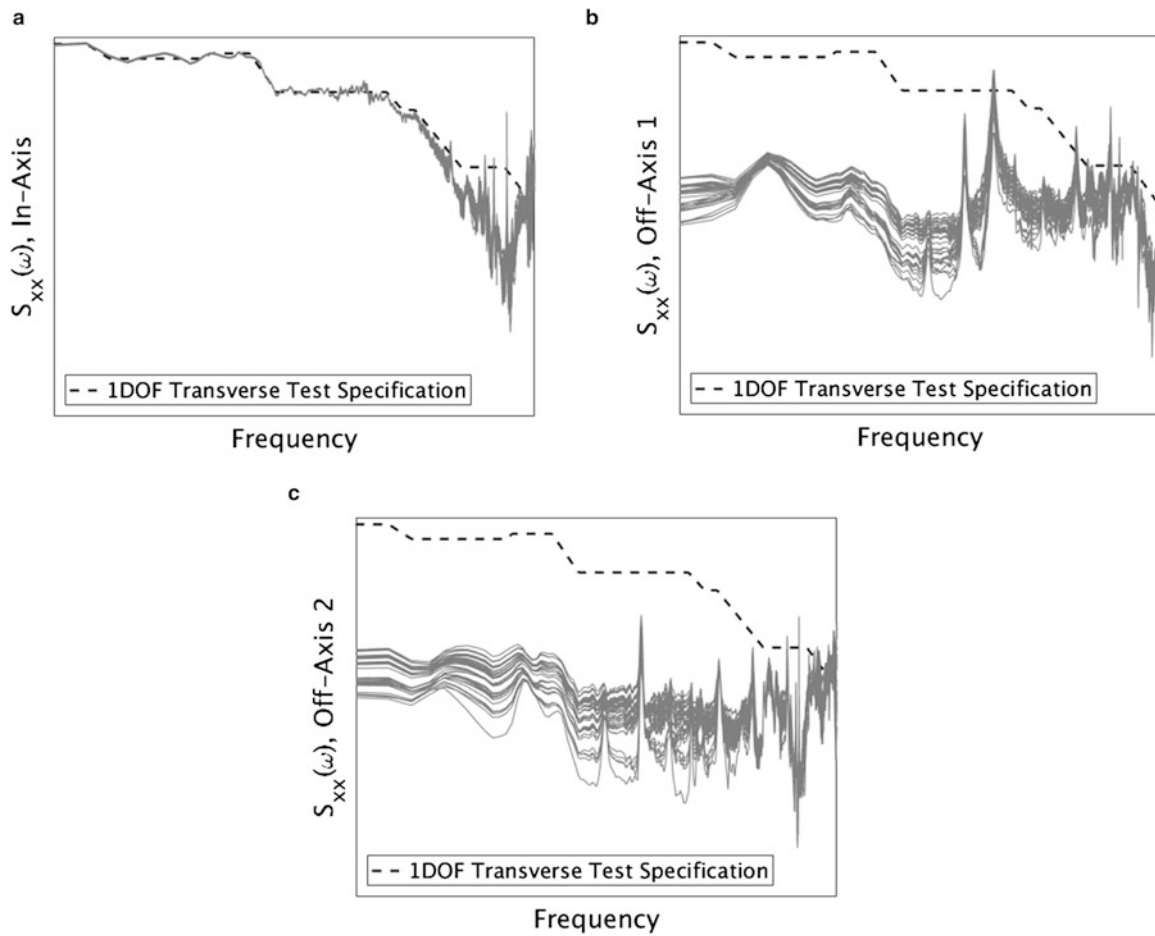 a
S_xx(ω), In–Axis
1DOF Transverse Test Specification
Frequency
b
S_xx(ω), Off–Axis 1
1DOF Transverse Test Specification
Frequency
c
S_xx(ω), Off–Axis 2
1DOF Transverse Test Specification
Frequency